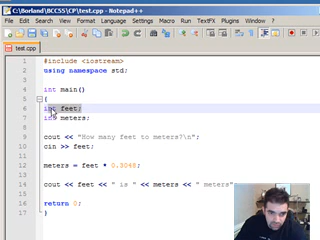 C:\Borland\BCC55\CP\test.cpp - Notepad++
File Edit Search View Format Language Settings Macro Run TextFX Plugins Window ?
test.cpp
1 #include <iostream>
2 using namespace std;
3
4 int main()
5 {
6 int feet;
7 int meters;
8
9 cout << "How many feet to meters?\n";
10 cin >> feet;
11
12 meters = feet * 0.3048;
13
14 cout << feet << " is " << meters << " meters"
15
16 return 0;
17 }